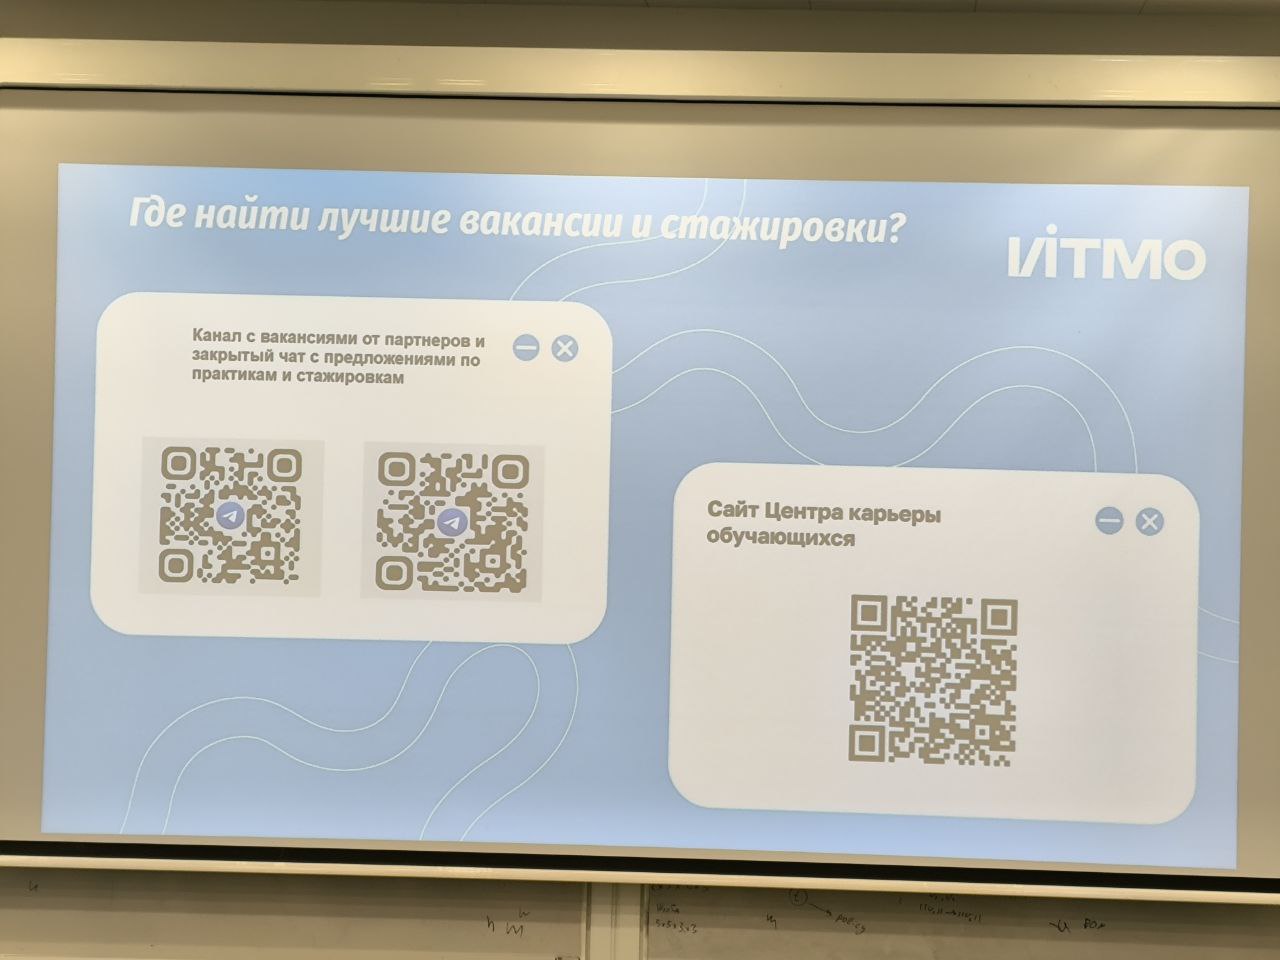 Где найти лучшие вакансии и стажировки?
ITMO
Канал с вакансиями от партнеров и
закрытый чат с предложениями по
практикам и стажировкам
Сайт Центра карьеры
обучающихся